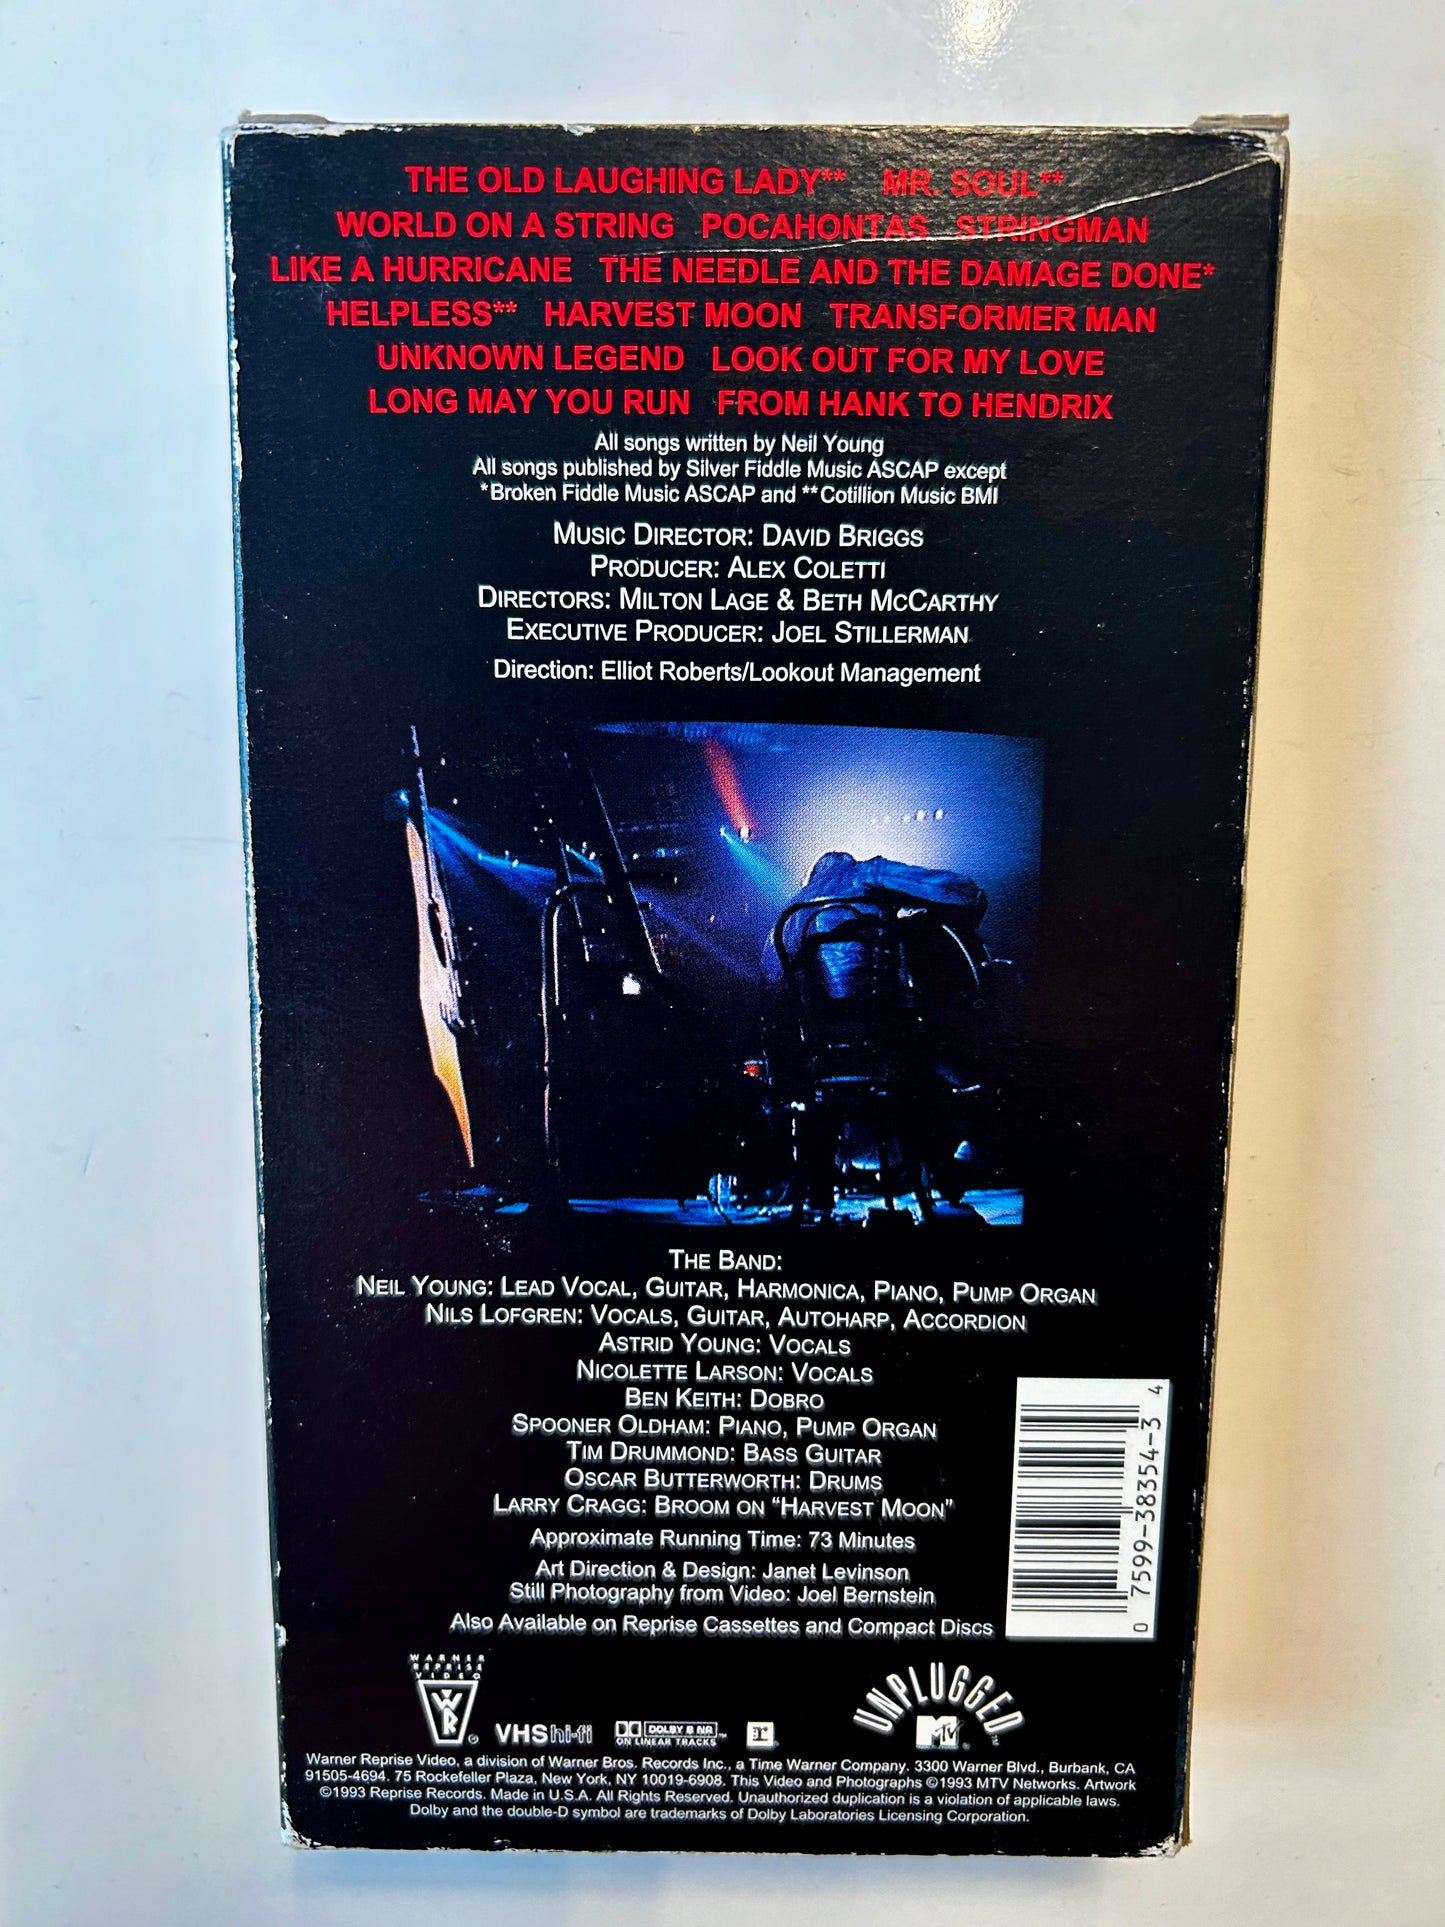 THE OLD LAUGHING LADY** MR. SOUL**
WORLD ON A STRING POCAHONTAS STRINGMAN
LIKE A HURRICANE THE NEEDLE AND THE DAMAGE DONE*
HELPLESS** HARVEST MOON TRANSFORMER MAN
UNKNOWN LEGEND LOOK OUT FOR MY LOVE
LONG MAY YOU RUN FROM HANK TO HENDRIX
All songs written by Neil Young
All songs published by Silver Fiddle Music ASCAP except
*Broken Fiddle Music ASCAP and **Cotillion Music BMI
MUSIC DIRECTOR: DAVID BRIGGS
PRODUCER: ALEX COLETTI
DIRECTORS: MILTON LAGE & BETH MCCARTHY
EXECUTIVE PRODUCER: JOEL STILLERMAN
Direction: Elliot Roberts/Lookout Management
THE BAND:
NEIL YOUNG: LEAD VOCAL, GUITAR, HARMONICA, PIANO, PUMP ORGAN
NILS LOFGREN: VOCALS, GUITAR, AUTOHARP, ACCORDION
ASTRID YOUNG: VOCALS
NICOLETTE LARSON: VOCALS
BEN KEITH: DOBRO
SPOONER OLDHAM: PIANO, PUMP ORGAN
TIM DRUMMOND: BASS GUITAR
OSCAR BUTTERWORTH: DRUMS
LARRY CRAGG: BROOM ON "HARVEST MOON"
Approximate Running Time: 73 Minutes
Art Direction & Design: Janet Levinson
Still Photography from Video: Joel Bernstein
Also Available on Reprise Cassettes and Compact Discs
0 7599-38354-3 4
WARNER
REPRISE
VIDEO
WR
VHS hi-fi
DOLBY B NR
ON LINEAR TRACKS
r
UNPLUGGED
MTV
Warner Reprise Video, a division of Warner Bros. Records Inc., a Time Warner Company. 3300 Warner Blvd., Burbank, CA
91505-4694. 75 Rockefeller Plaza, New York, NY 10019-6908. This Video and Photographs ©1993 MTV Networks. Artwork
©1993 Reprise Records. Made in U.S.A. All Rights Reserved. Unauthorized duplication is a violation of applicable laws.
Dolby and the double-D symbol are trademarks of Dolby Laboratories Licensing Corporation.